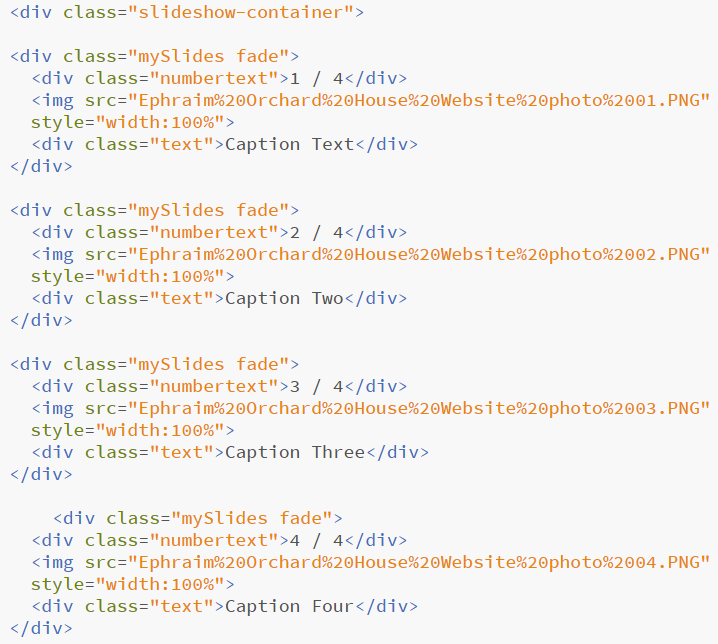 <div class="slideshow-container">

<div class="mySlides fade">
  <div class="numbertext">1 / 4</div>
  <img src="Ephraim%20Orchard%20House%20Website%20photo%2001.PNG"
  style="width:100%">
  <div class="text">Caption Text</div>
</div>

<div class="mySlides fade">
  <div class="numbertext">2 / 4</div>
  <img src="Ephraim%20Orchard%20House%20Website%20photo%2002.PNG"
  style="width:100%">
  <div class="text">Caption Two</div>
</div>

<div class="mySlides fade">
  <div class="numbertext">3 / 4</div>
  <img src="Ephraim%20Orchard%20House%20Website%20photo%2003.PNG"
  style="width:100%">
  <div class="text">Caption Three</div>
</div>

    <div class="mySlides fade">
  <div class="numbertext">4 / 4</div>
  <img src="Ephraim%20Orchard%20House%20Website%20photo%2004.PNG"
  style="width:100%">
  <div class="text">Caption Four</div>
</div>